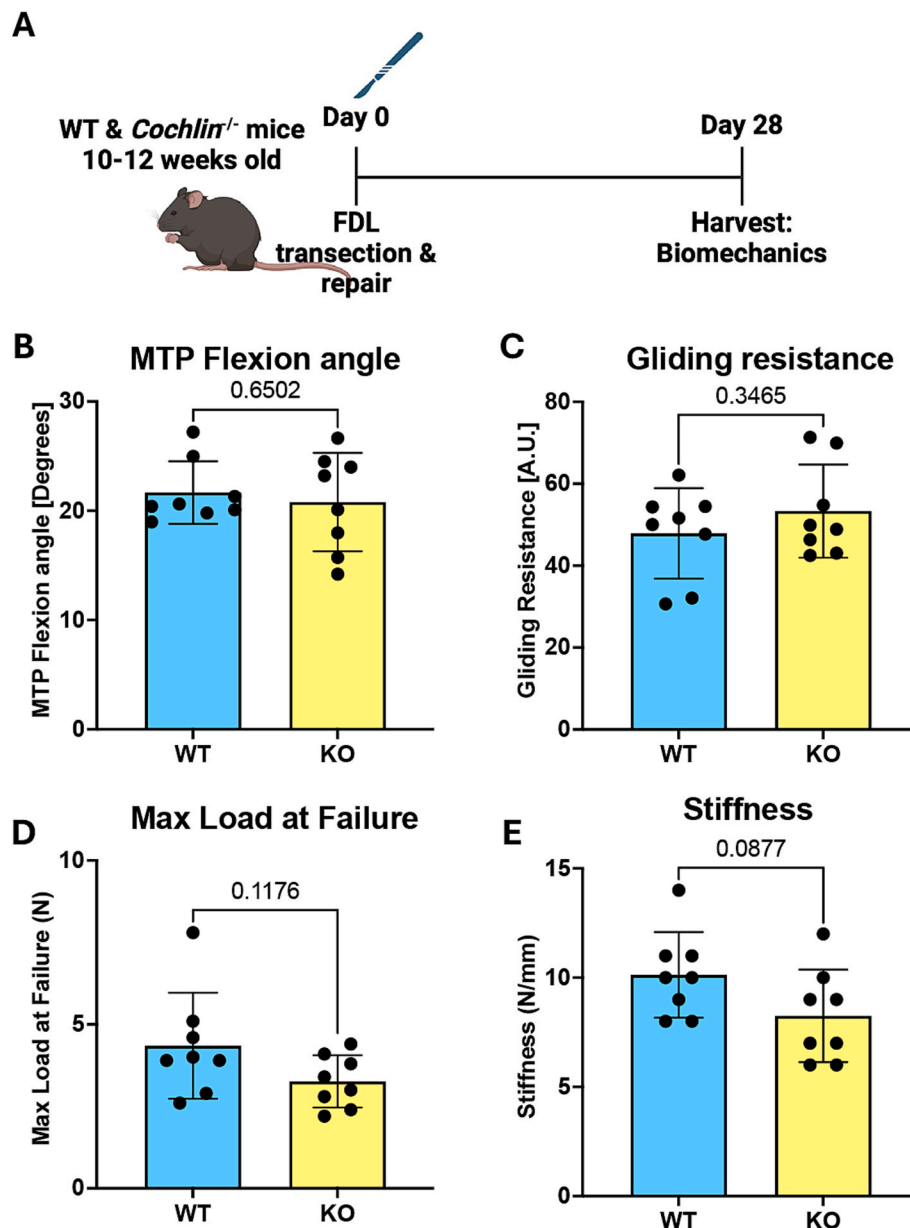 A
WT & Cochlin-/- mice
10-12 weeks old
Day 0
Day 28
FDL
transection &
repair
Harvest:
Biomechanics
B
MTP Flexion angle
0.6502
MTP Flexion angle [Degrees]
30
20
10
0
WT
KO
C
Gliding resistance
0.3465
Gliding Resistance [A.U.]
80
60
40
20
0
WT
KO
D
Max Load at Failure
0.1176
Max Load at Failure (N)
10
5
0
WT
KO
E
Stiffness
0.0877
Stiffness (N/mm)
15
10
5
0
WT
KO